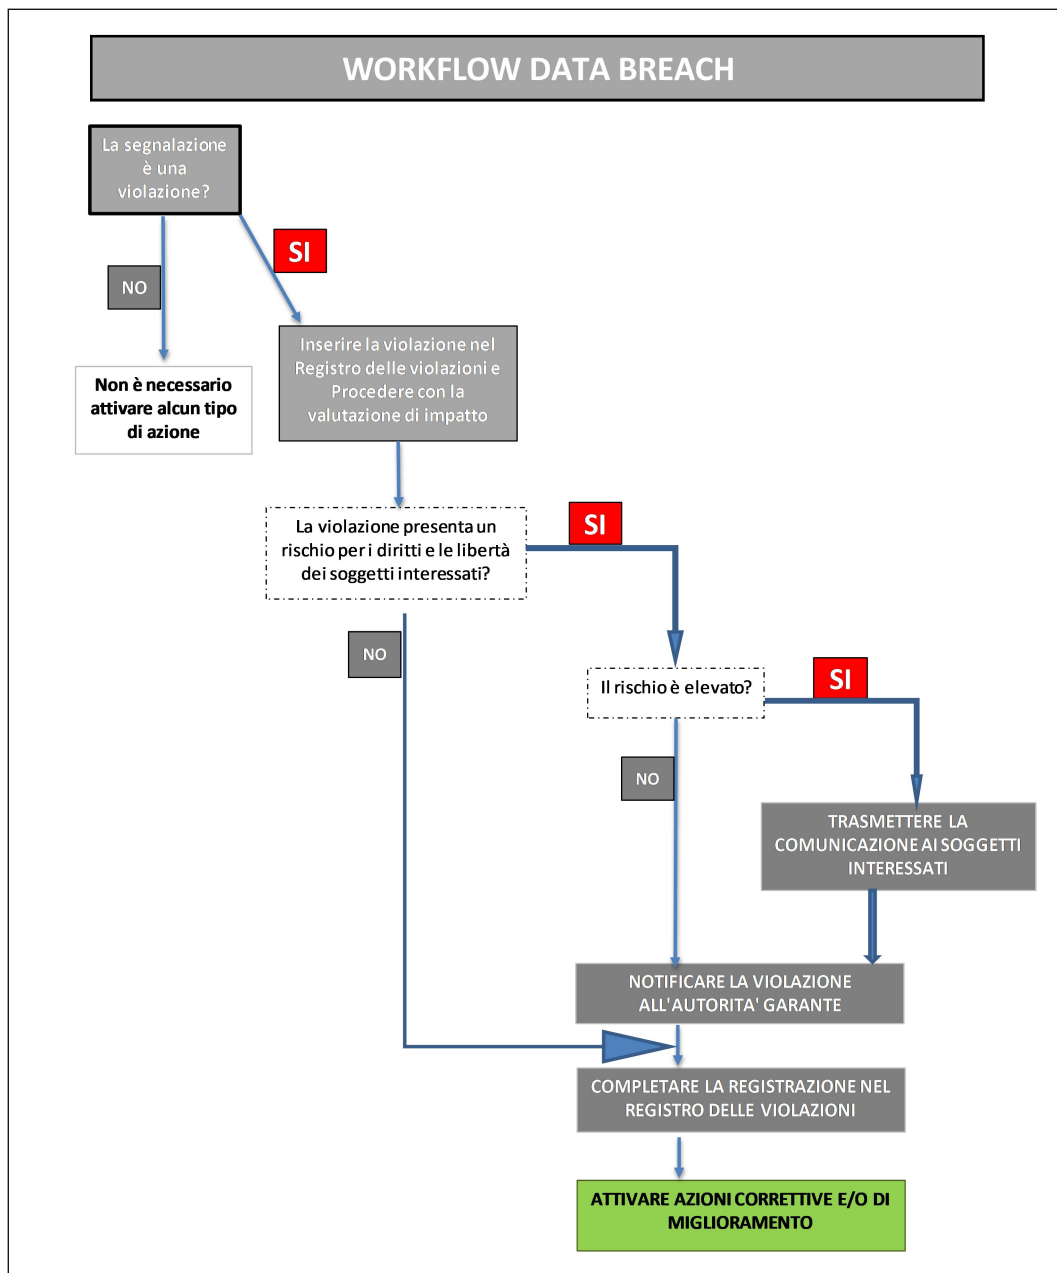 WORKFLOW DATA BREACH
La segnalazione
è una
violazione?
SI
NO
Inserire la violazione nel
Registro delle violazioni e
Procedere con la
valutazione di impatto
Non è necessario
attivare alcun tipo
di azione
La violazione presenta un
rischio per i diritti e le libertà
dei soggetti interessati?
SI
NO
Il rischio è elevato?
SI
NO
TRASMETTERE LA
COMUNICAZIONE AI SOGGETTI
INTERESSATI
NOTIFICARE LA VIOLAZIONE
ALL'AUTORITA' GARANTE
COMPLETARE LA REGISTRAZIONE NEL
REGISTRO DELLE VIOLAZIONI
ATTIVARE AZIONI CORRETTIVE E/O DI
MIGLIORAMENTO